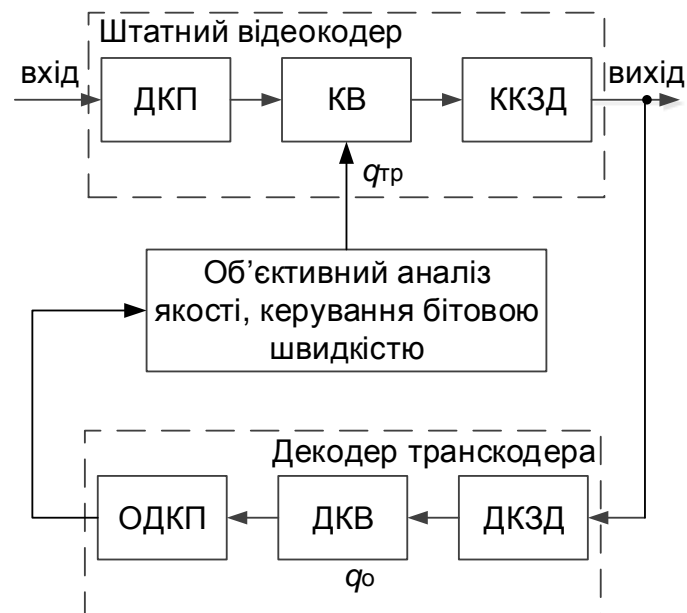 Штатний відеокодер
вхід
ДКП
КВ
ККЗД
вихід
qтр
Об’єктивний аналіз
якості, керування бітовою
швидкістю
Декодер транскодера
ОДКП
ДКВ
ДКЗД
qо